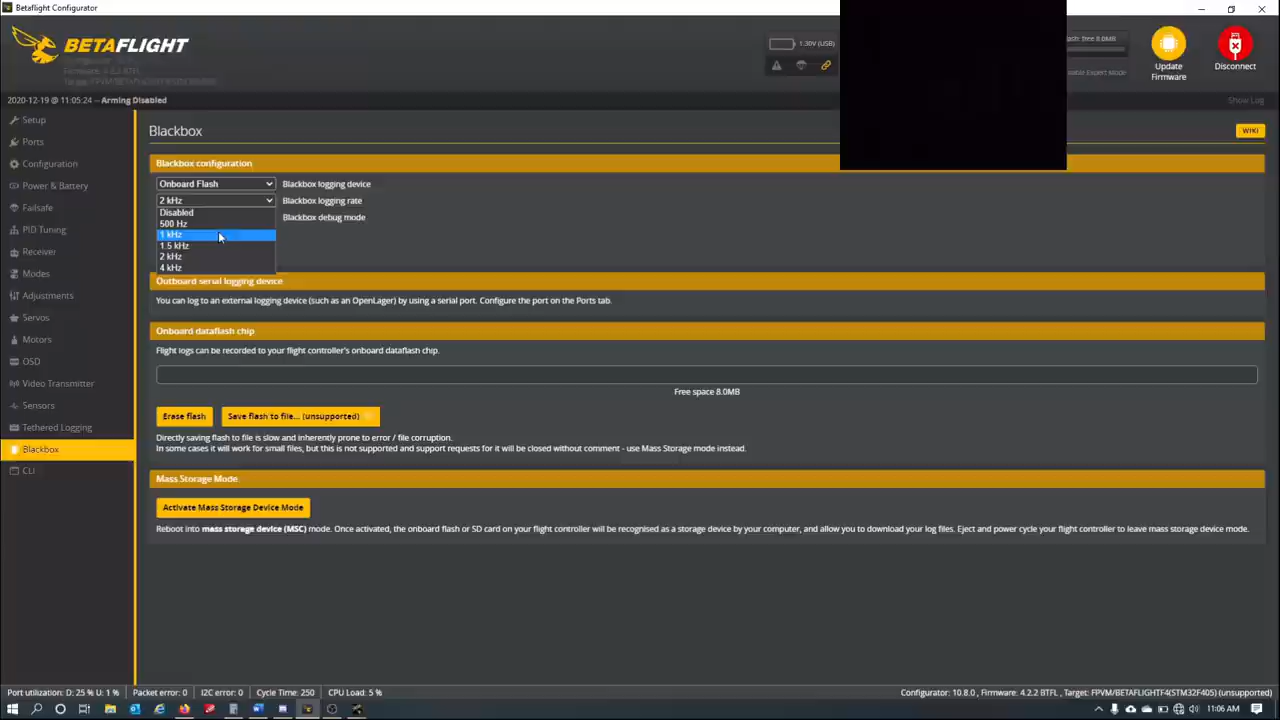 Betaflight Configurator
BETAFLIGHT
Firmware: 4.2.2 BTFL
1.30V (USB)
free 8.0MB
Expert Mode
Update
Firmware
Disconnect
2020-12-19 @ 11:05:24 -- Arming Disabled
Show Log
Setup
Ports
Configuration
Power & Battery
Failsafe
PID Tuning
Receiver
Modes
Adjustments
Servos
Motors
OSD
Video Transmitter
Sensors
Tethered Logging
Blackbox
CLI
Blackbox
WIKI
Blackbox configuration
Onboard Flash
Blackbox logging device
2 kHz
Blackbox logging rate
Disabled
500 Hz
1 kHz
1.5 kHz
2 kHz
4 kHz
Blackbox debug mode
Outboard serial logging device
You can log to an external logging device (such as an OpenLager) by using a serial port. Configure the port on the Ports tab.
Onboard dataflash chip
Flight logs can be recorded to your flight controller's onboard dataflash chip.
Free space 8.0MB
Erase flash
Save flash to file... (unsupported)
Directly saving flash to file is slow and inherently prone to error / file corruption.
In some cases it will work for small files, but this is not supported and support requests for it will be closed without comment - use Mass Storage mode instead.
Mass Storage Mode
Activate Mass Storage Device Mode
Reboot into mass storage device (MSC) mode. Once activated, the onboard flash or SD card on your flight controller will be recognised as a storage device by your computer, and allow you to download your log files. Eject and power cycle your flight controller to leave mass storage device mode.
Port utilization: D: 25 % U: 1 %
Packet error: 0
I2C error: 0
Cycle Time: 250
CPU Load: 5 %
Configurator: 10.8.0 , Firmware: 4.2.2 BTFL , Target: FPVM/BETAFLIGHTF4(STM32F405) (unsupported)
11:06 AM